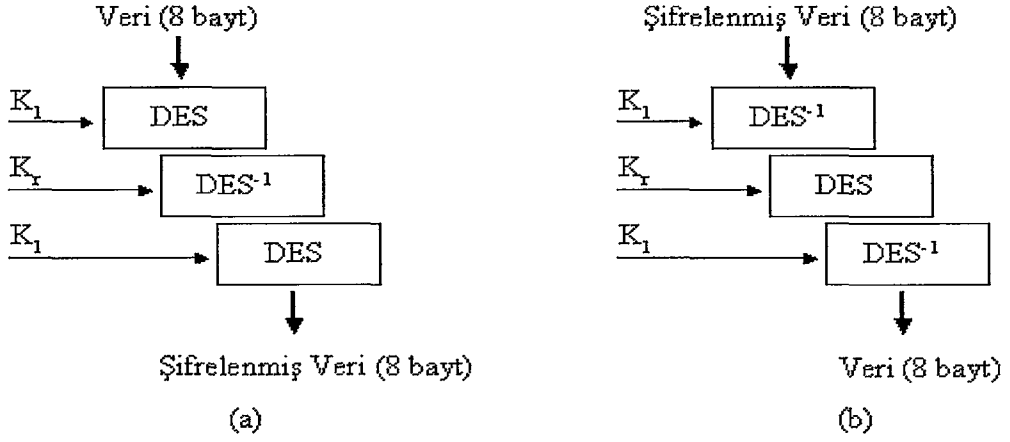 Veri (8 bayt)
K₁
DES
Kᵣ
DES⁻¹
K₁
DES
Şifrelenmiş Veri (8 bayt)
(a)
Şifrelenmiş Veri (8 bayt)
K₁
DES⁻¹
Kᵣ
DES
K₁
DES⁻¹
Veri (8 bayt)
(b)